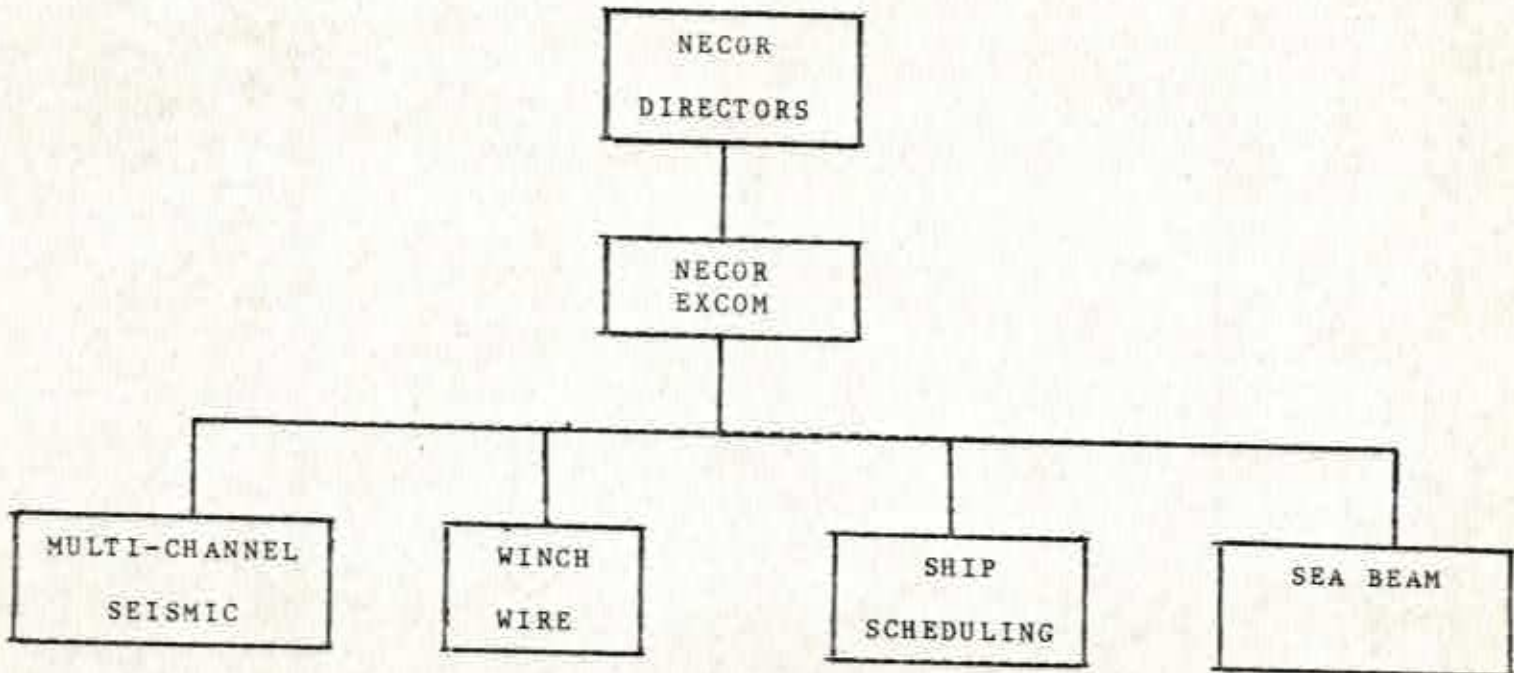 NECOR
DIRECTORS
NECOR
EXCOM
MULTI-CHANNEL
SEISMIC
WINCH
WIRE
SHIP
SCHEDULING
SEA BEAM